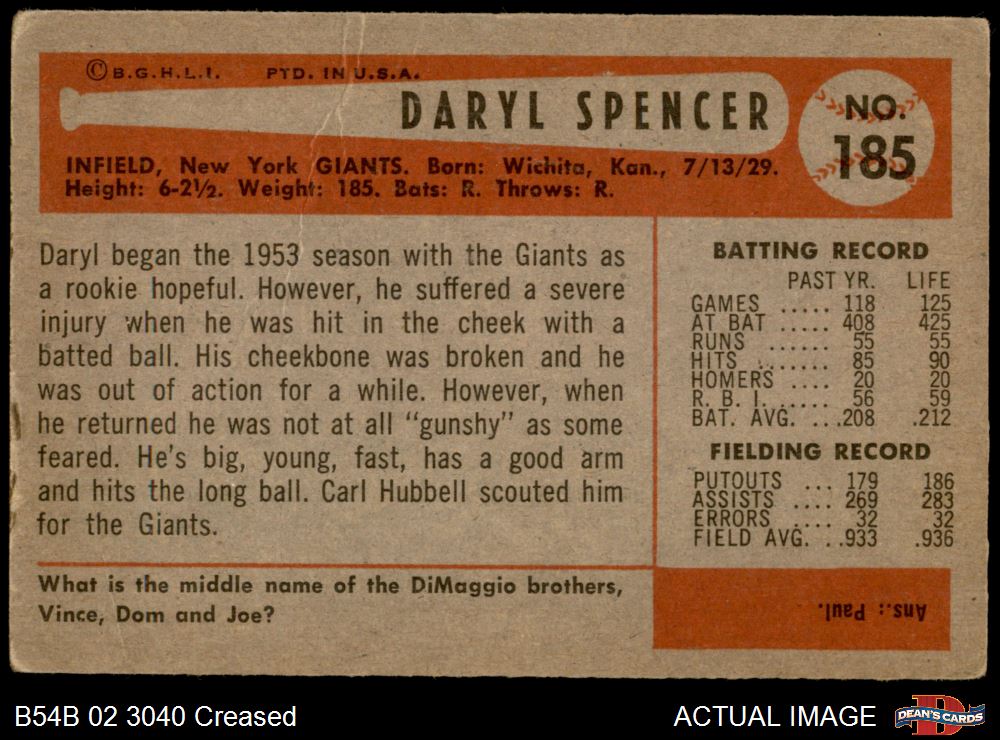 © B.G.H.L.I. PTD. IN U.S.A.
DARYL SPENCER
NO.
185
INFIELD, New York GIANTS. Born: Wichita, Kan., 7/13/29.
Height: 6-2½. Weight: 185. Bats: R. Throws: R.
Daryl began the 1953 season with the Giants as
a rookie hopeful. However, he suffered a severe
injury when he was hit in the cheek with a
batted ball. His cheekbone was broken and he
was out of action for a while. However, when
he returned he was not at all "gunshy" as some
feared. He's big, young, fast, has a good arm
and hits the long ball. Carl Hubbell scouted him
for the Giants.
BATTING RECORD
PAST YR. LIFE
GAMES ..... 118 125
AT BAT ..... 408 425
RUNS ...... 55 55
HITS ....... 85 90
HOMERS .... 20 20
R. B. I. ..... 56 59
BAT. AVG. ...208 .212
FIELDING RECORD
PUTOUTS ... 179 186
ASSISTS .... 269 283
ERRORS .... 32 32
FIELD AVG. ..933 .936
What is the middle name of the DiMaggio brothers,
Vince, Dom and Joe?
Ans.: Paul.
B54B 02 3040 Creased
ACTUAL IMAGE
DEAN'S CARDS